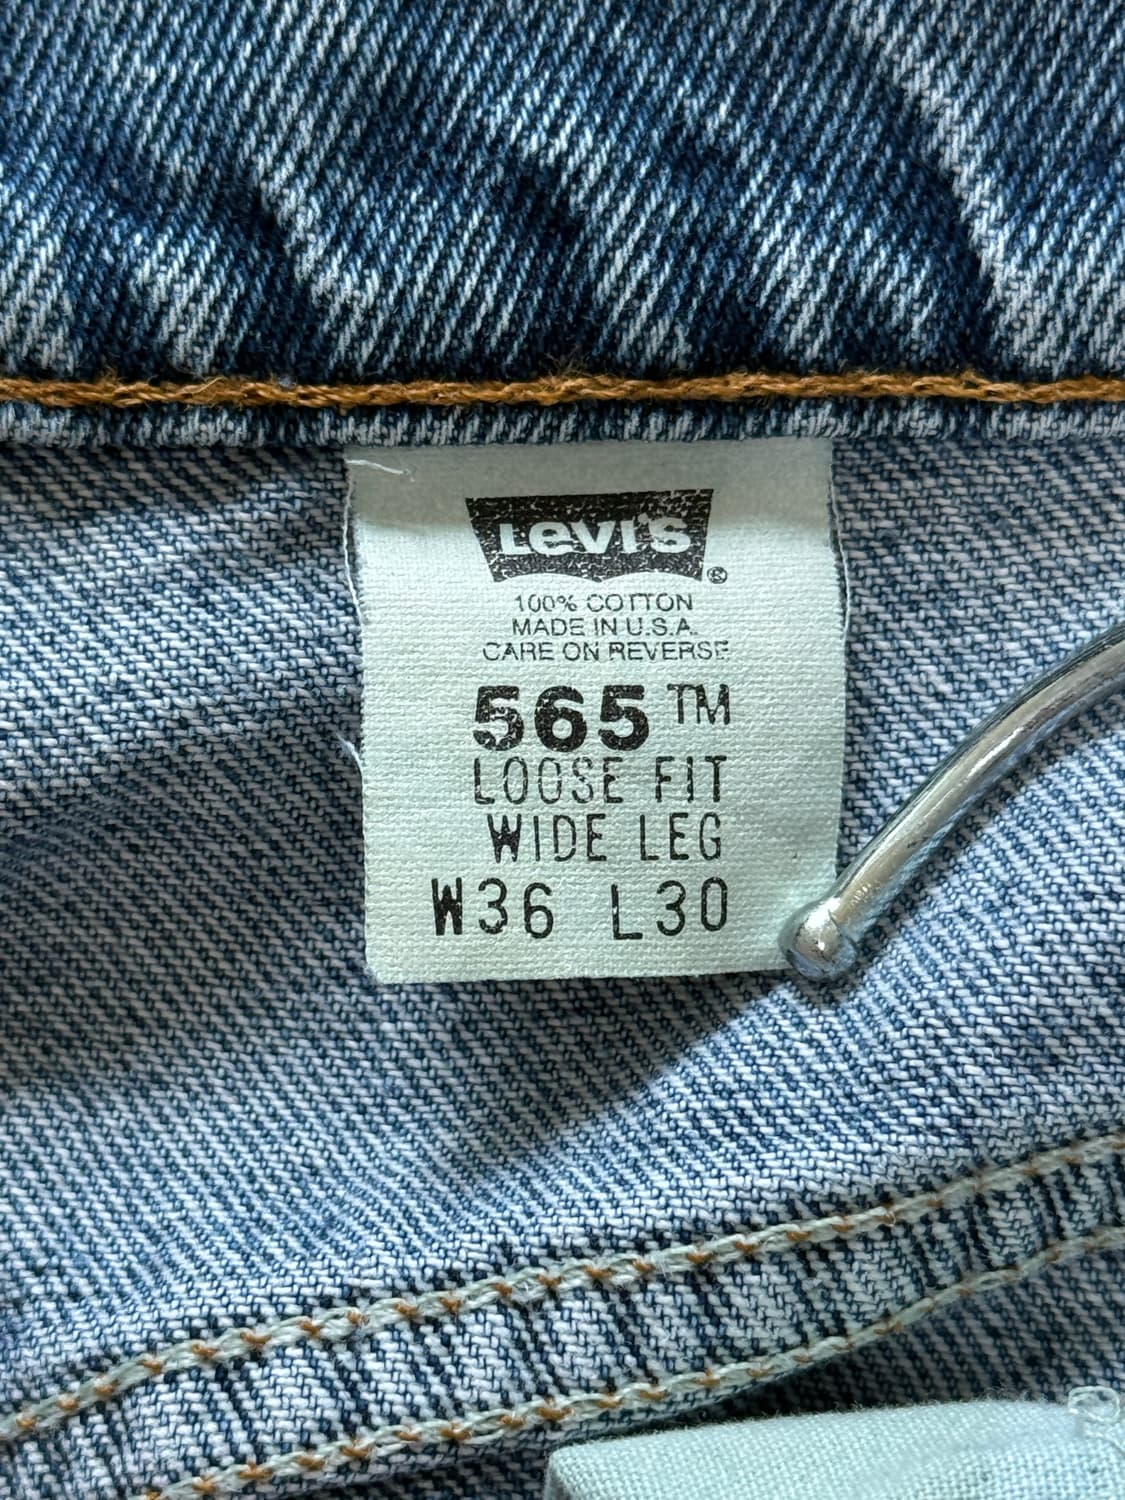 Levi's®
100% COTTON
MADE IN U.S.A.
CARE ON REVERSE
565™
LOOSE FIT
WIDE LEG
W36 L30